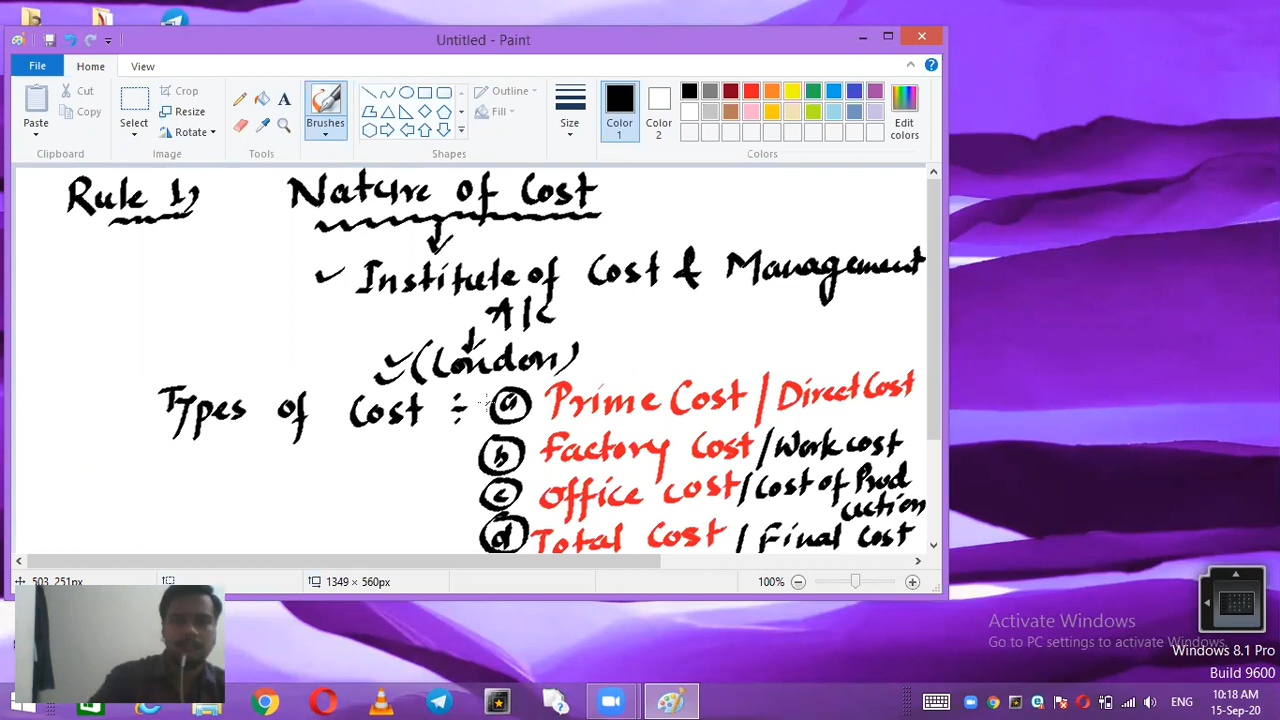 Untitled - Paint
File Home View
Paste
Cut
Copy
Clipboard
Select
Crop
Resize
Rotate
Image
Tools
Brushes
Shapes
Outline
Fill
Size
Color 1
Color 2
Edit colors
Colors
Rule 1) Nature of Cost
Institute of Cost & Management
A/c
(London)
Types of Cost ÷ a Prime Cost / Direct Cost
b Factory Cost / Work cost
c Office cost / Cost of Prod
uction
d Total Cost / Final Cost
503, 251px 1349 × 560px 100%
Activate Windows
Go to PC settings to activate Windows.
Windows 8.1 Pro
Build 9600
ENG
10:18 AM
15-Sep-20